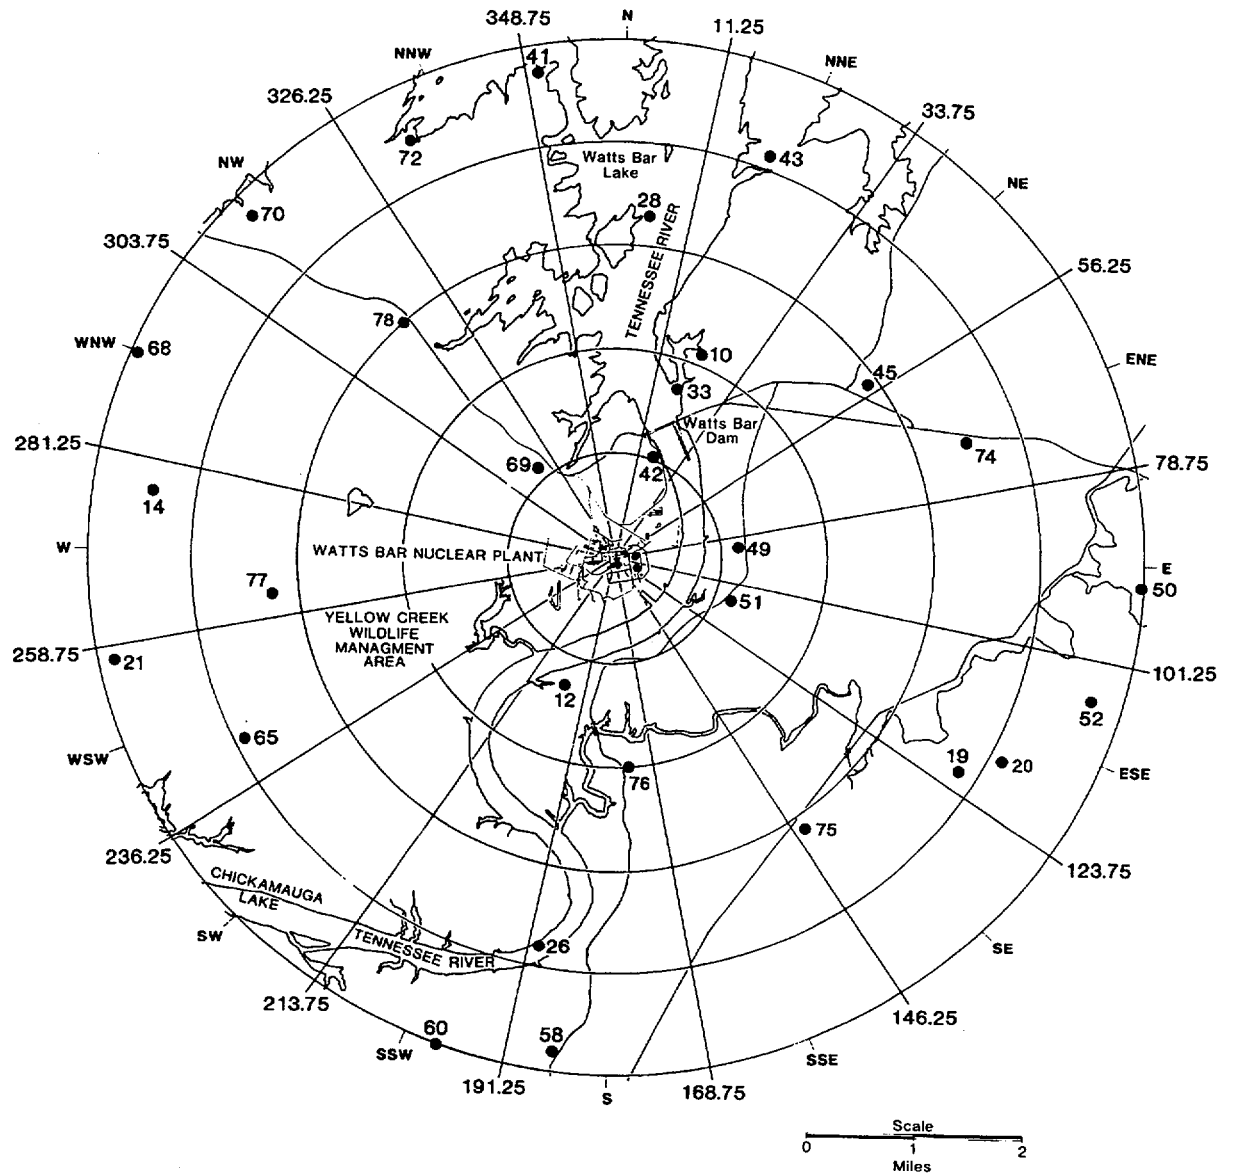 348.75
N
11.25
NNW
41
NNE
326.25
33.75
72
Watts Bar
Lake
43
NW
NE
70
28
303.75
TENNESSEE RIVER
56.25
78
WNW
68
10
ENE
45
33
281.25
Watts Bar
Dam
69
42
74
78.75
14
W
WATTS BAR NUCLEAR PLANT
49
E
77
50
51
YELLOW CREEK
WILDLIFE
MANAGMENT
AREA
258.75
21
101.25
12
52
65
WSW
19
20
ESE
76
75
236.25
123.75
CHICKAMAUGA
LAKE
SW
TENNESSEE RIVER
26
SE
213.75
146.25
60
58
SSW
SSE
191.25
168.75
S
Scale
0
1
2
Miles